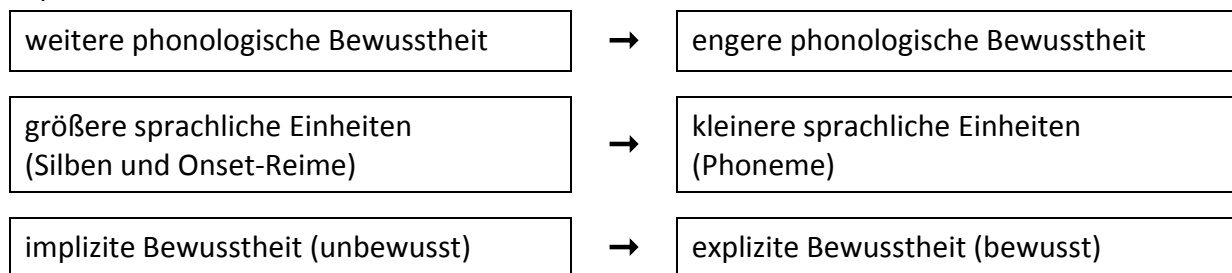 weitere phonologische Bewusstheit → engere phonologische Bewusstheit
größere sprachliche Einheiten
(Silben und Onset-Reime) → kleinere sprachliche Einheiten
(Phoneme)
implizite Bewusstheit (unbewusst) → explizite Bewusstheit (bewusst)